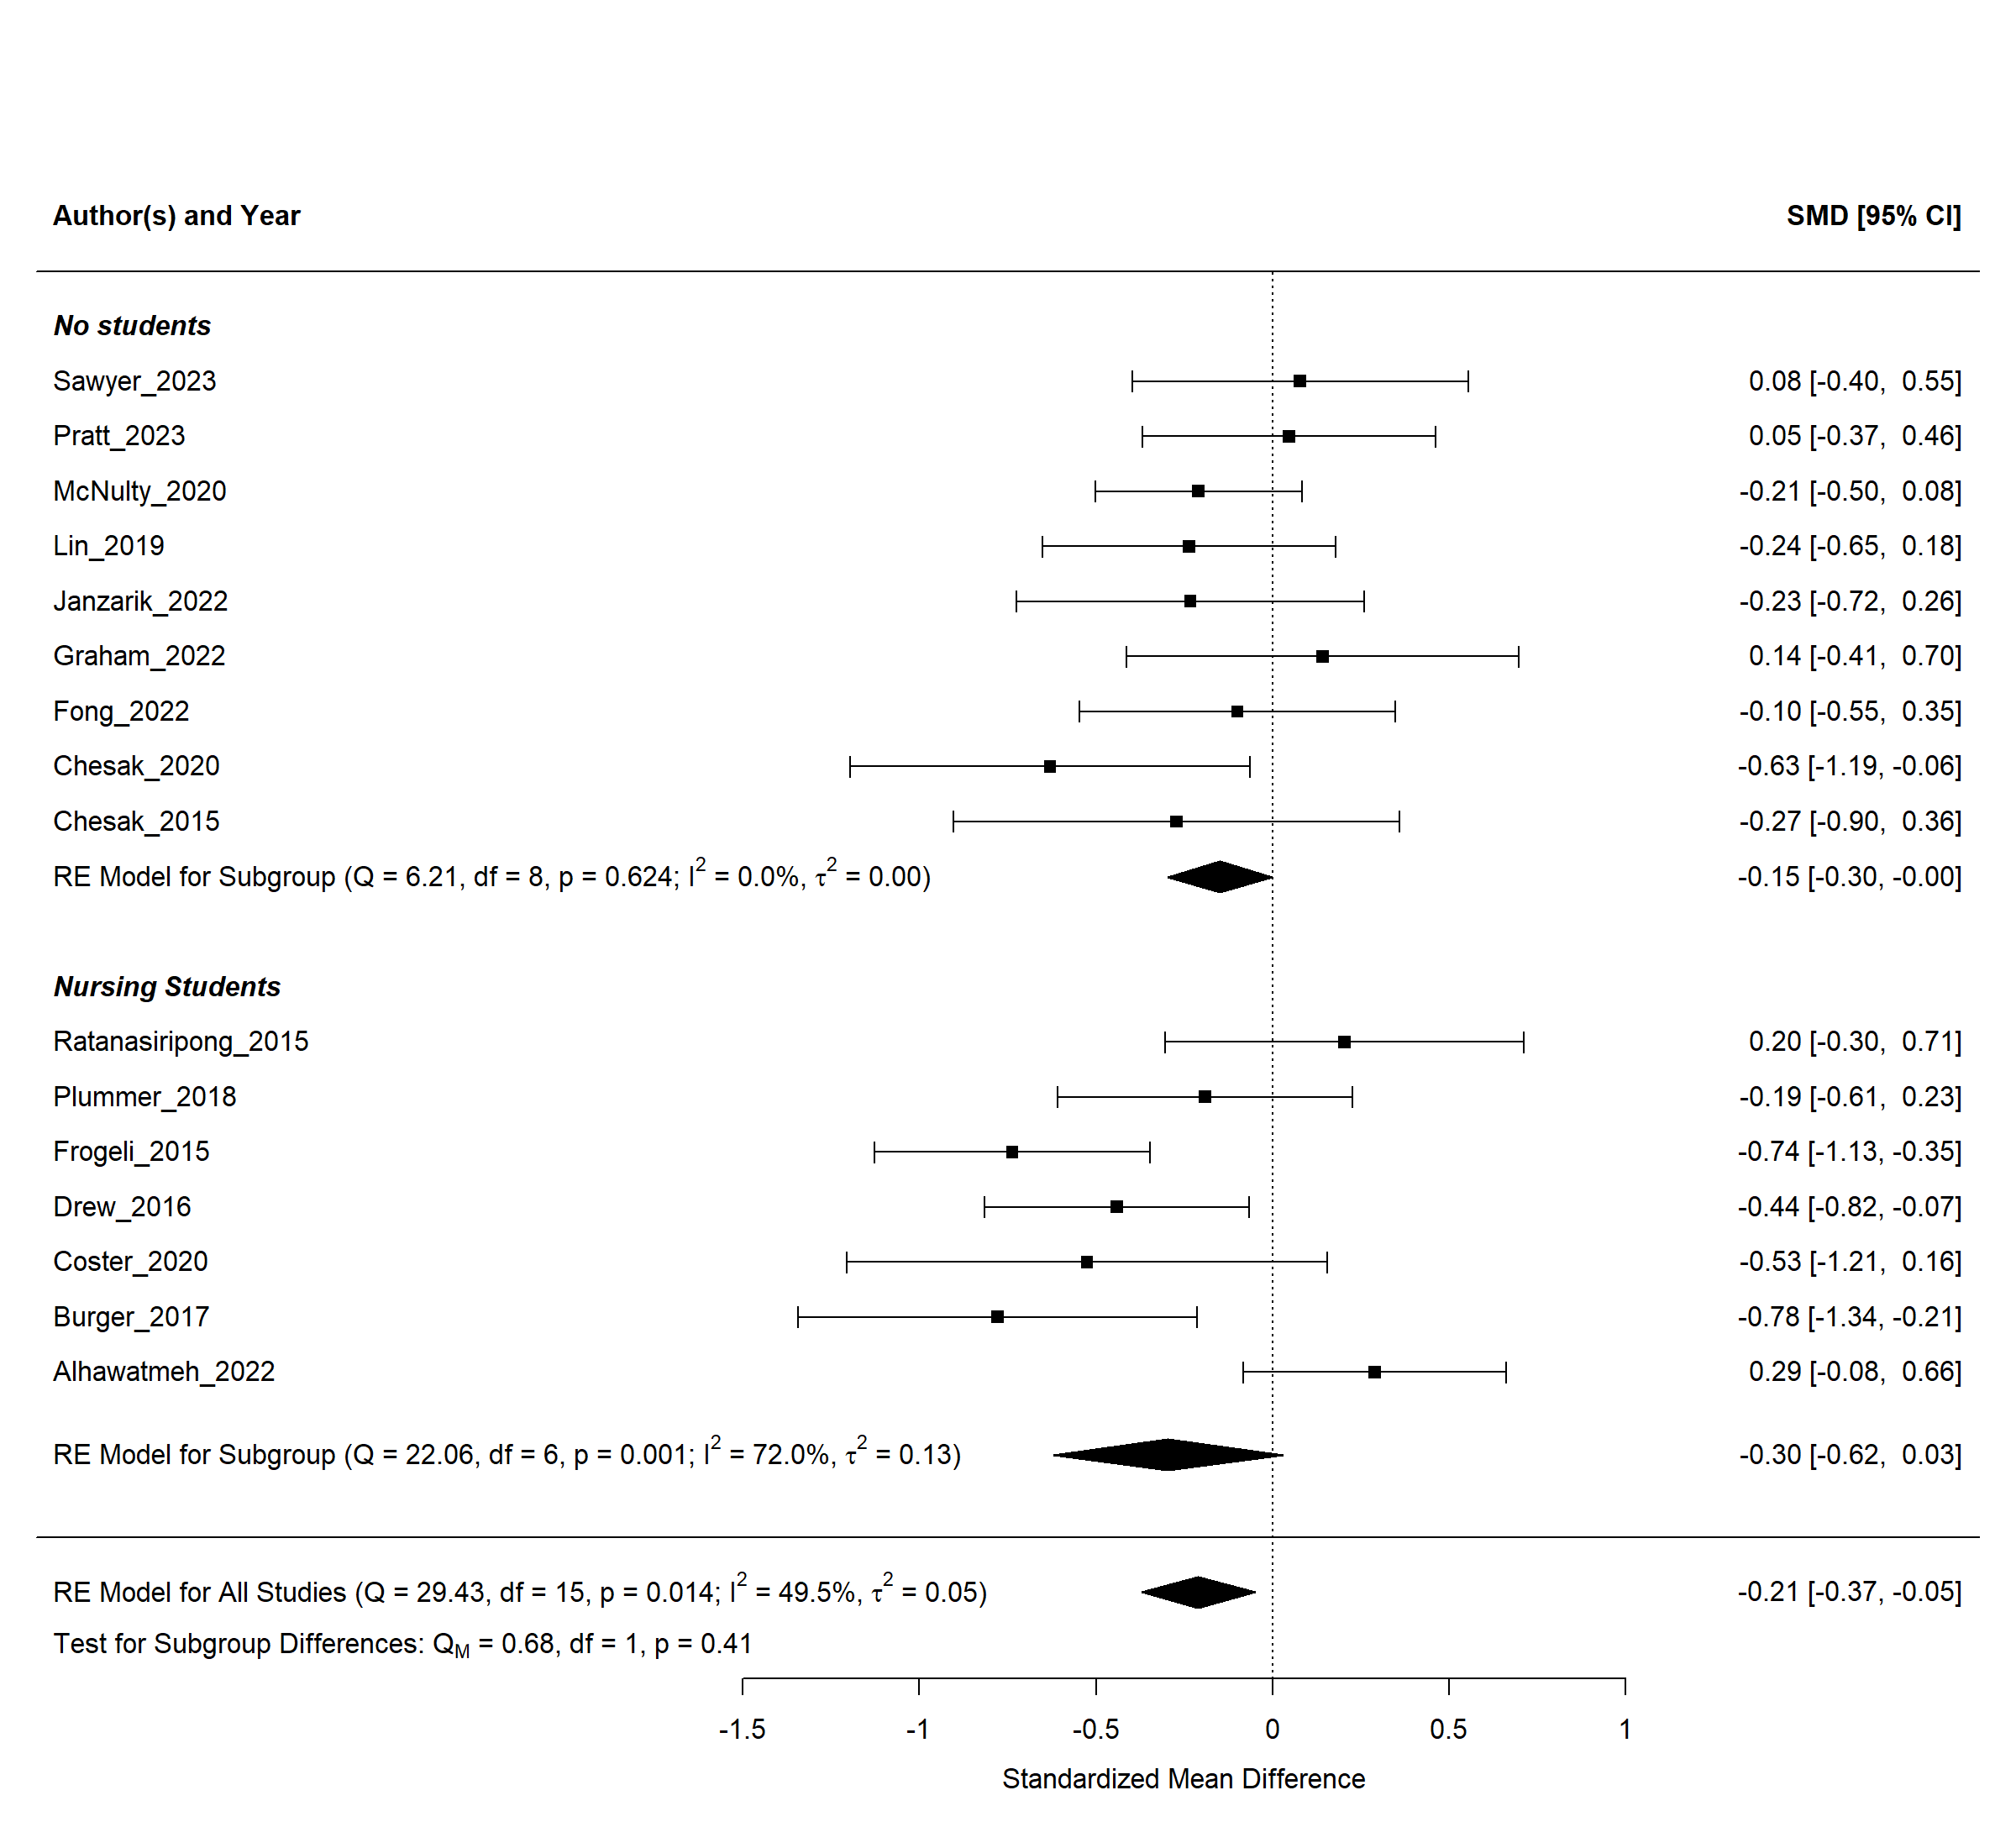 Author(s) and Year SMD [95% CI]
No students
Sawyer_2023 0.08 [-0.40, 0.55]
Pratt_2023 0.05 [-0.37, 0.46]
McNulty_2020 -0.21 [-0.50, 0.08]
Lin_2019 -0.24 [-0.65, 0.18]
Janzarik_2022 -0.23 [-0.72, 0.26]
Graham_2022 0.14 [-0.41, 0.70]
Fong_2022 -0.10 [-0.55, 0.35]
Chesak_2020 -0.63 [-1.19, -0.06]
Chesak_2015 -0.27 [-0.90, 0.36]
RE Model for Subgroup (Q = 6.21, df = 8, p = 0.624; I² = 0.0%, τ² = 0.00) -0.15 [-0.30, -0.00]
Nursing Students
Ratanasiripong_2015 0.20 [-0.30, 0.71]
Plummer_2018 -0.19 [-0.61, 0.23]
Frogeli_2015 -0.74 [-1.13, -0.35]
Drew_2016 -0.44 [-0.82, -0.07]
Coster_2020 -0.53 [-1.21, 0.16]
Burger_2017 -0.78 [-1.34, -0.21]
Alhawatmeh_2022 0.29 [-0.08, 0.66]
RE Model for Subgroup (Q = 22.06, df = 6, p = 0.001; I² = 72.0%, τ² = 0.13) -0.30 [-0.62, 0.03]
RE Model for All Studies (Q = 29.43, df = 15, p = 0.014; I² = 49.5%, τ² = 0.05) -0.21 [-0.37, -0.05]
Test for Subgroup Differences: Q_M = 0.68, df = 1, p = 0.41
-1.5 -1 -0.5 0 0.5 1
Standardized Mean Difference